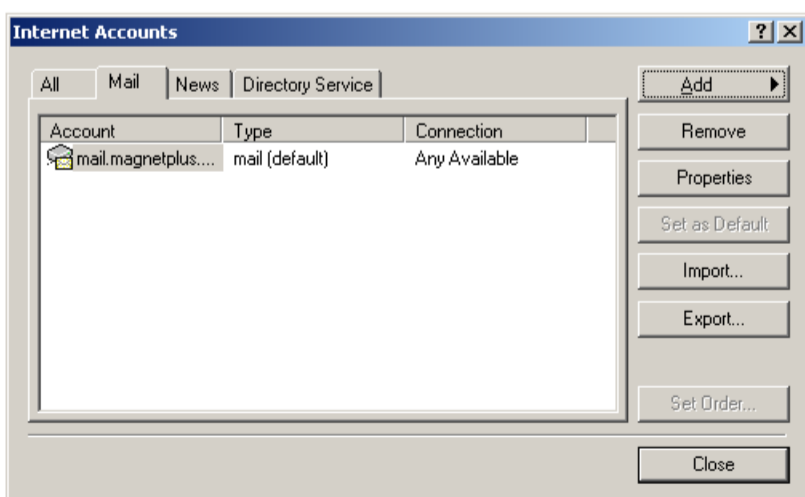 Internet Accounts
All Mail News Directory Service
Account Type Connection
mail.magnetplus.... mail (default) Any Available
Add
Remove
Properties
Set as Default
Import...
Export...
Set Order...
Close